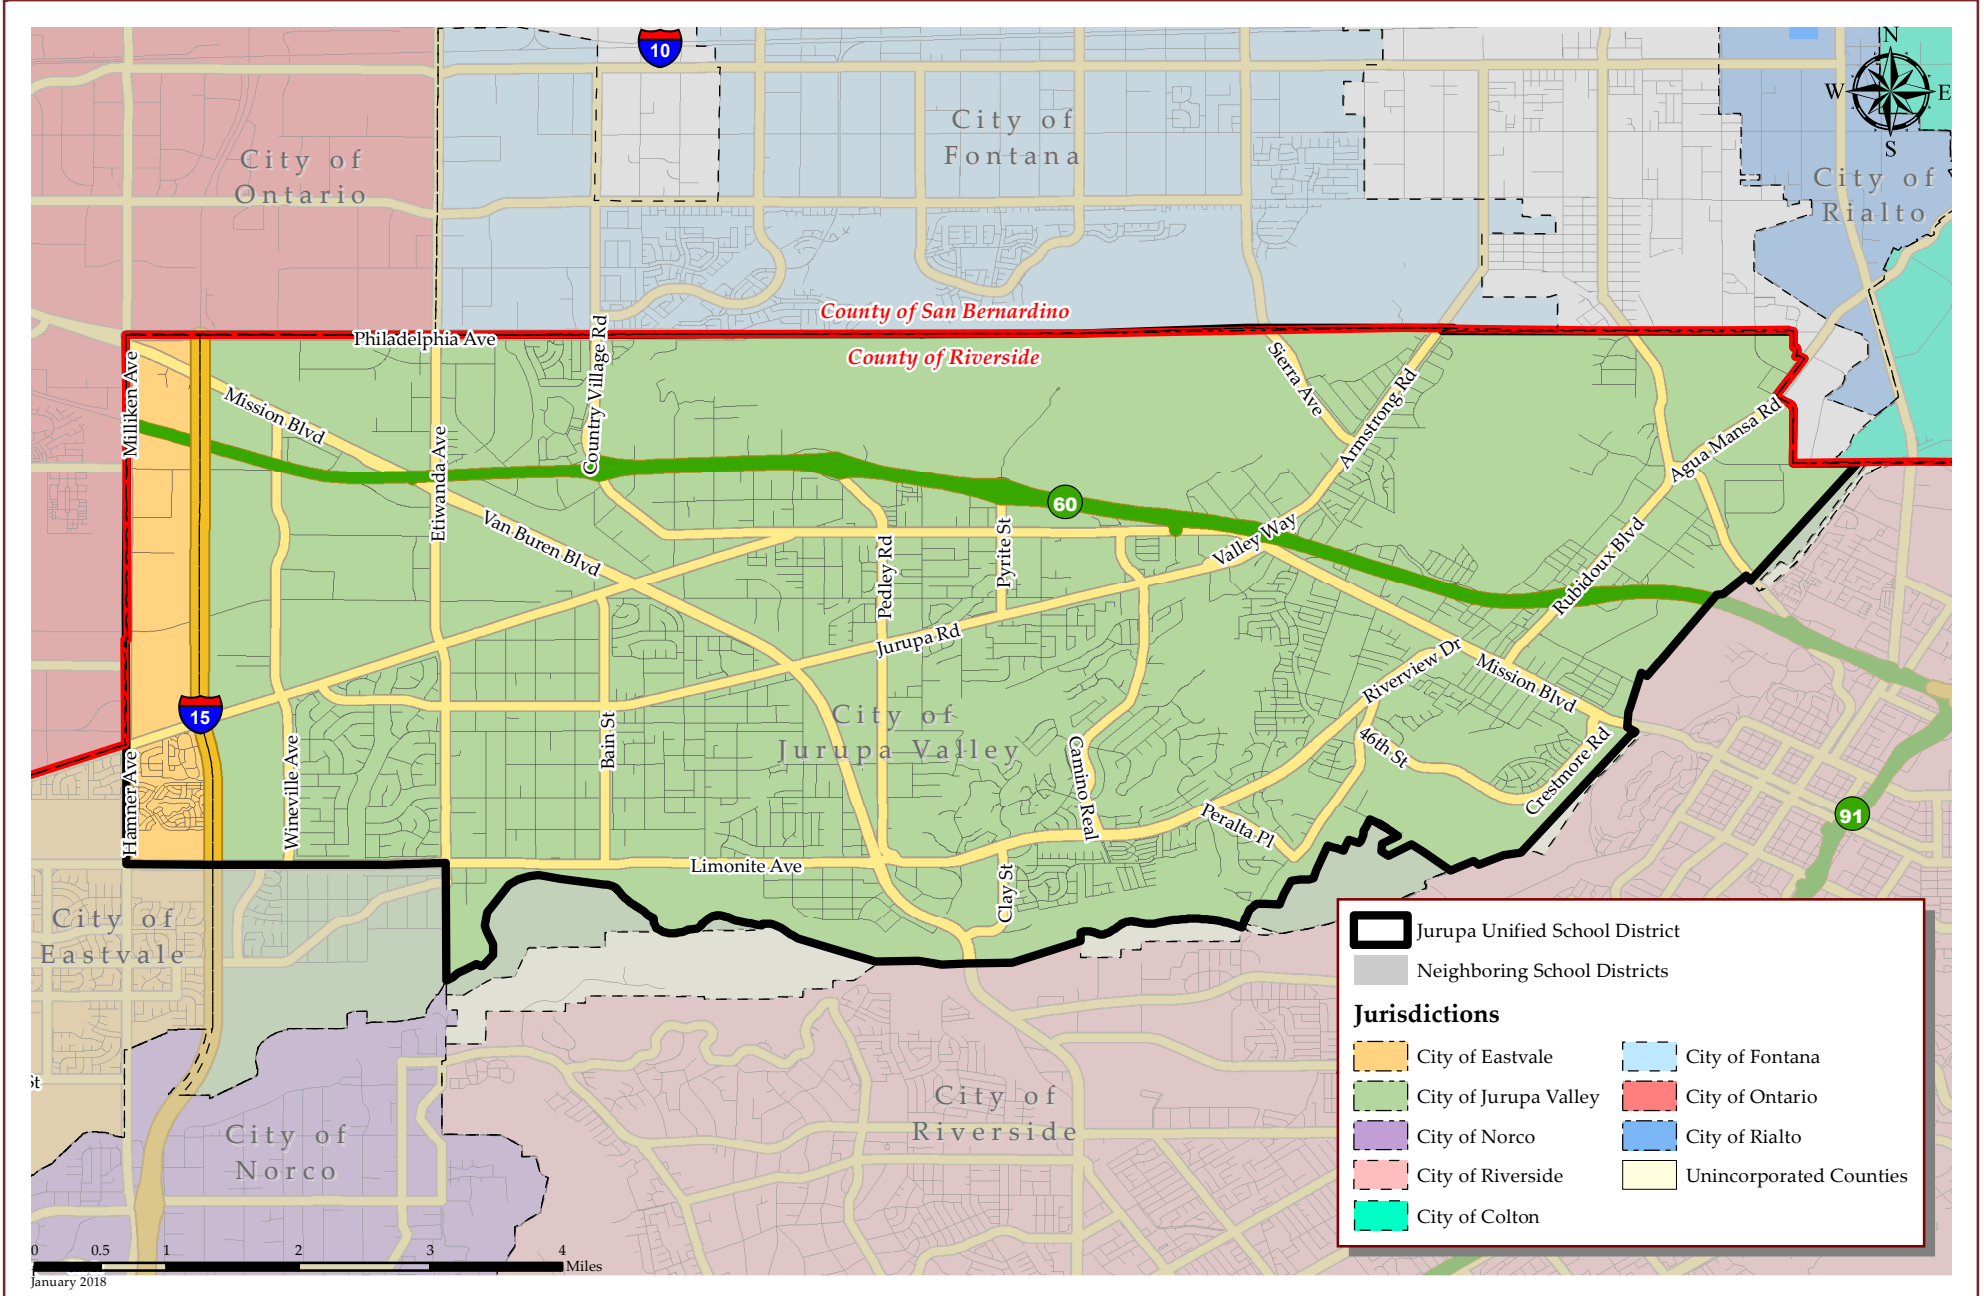 10
N
W
E
S
City of
Fontana
City of
Ontario
City of
Rialto
County of San Bernardino
Philadelphia Ave
County of Riverside
Country Village Rd
Milliken Ave
Mission Blvd
Sierra Ave
Armstrong Rd
Agua Mansa Rd
Etiwanda Ave
60
Van Buren Blvd
Pedley Rd
Pyrite St
Valley Way
Rubidoux Blvd
Jurupa Rd
Riverview Dr
Mission Blvd
15
City of
Jurupa Valley
Bain St
Wineville Ave
Hamner Ave
Camino Real
46th St
Crestmore Rd
Peralta Pl
91
Limonite Ave
Clay St
City of
Eastvale
St
City of
Norco
City of
Riverside
Jurupa Unified School District
Neighboring School Districts
Jurisdictions
City of Eastvale
City of Jurupa Valley
City of Norco
City of Riverside
City of Colton
City of Fontana
City of Ontario
City of Rialto
Unincorporated Counties
0 0.5 1 2 3 4
Miles
January 2018